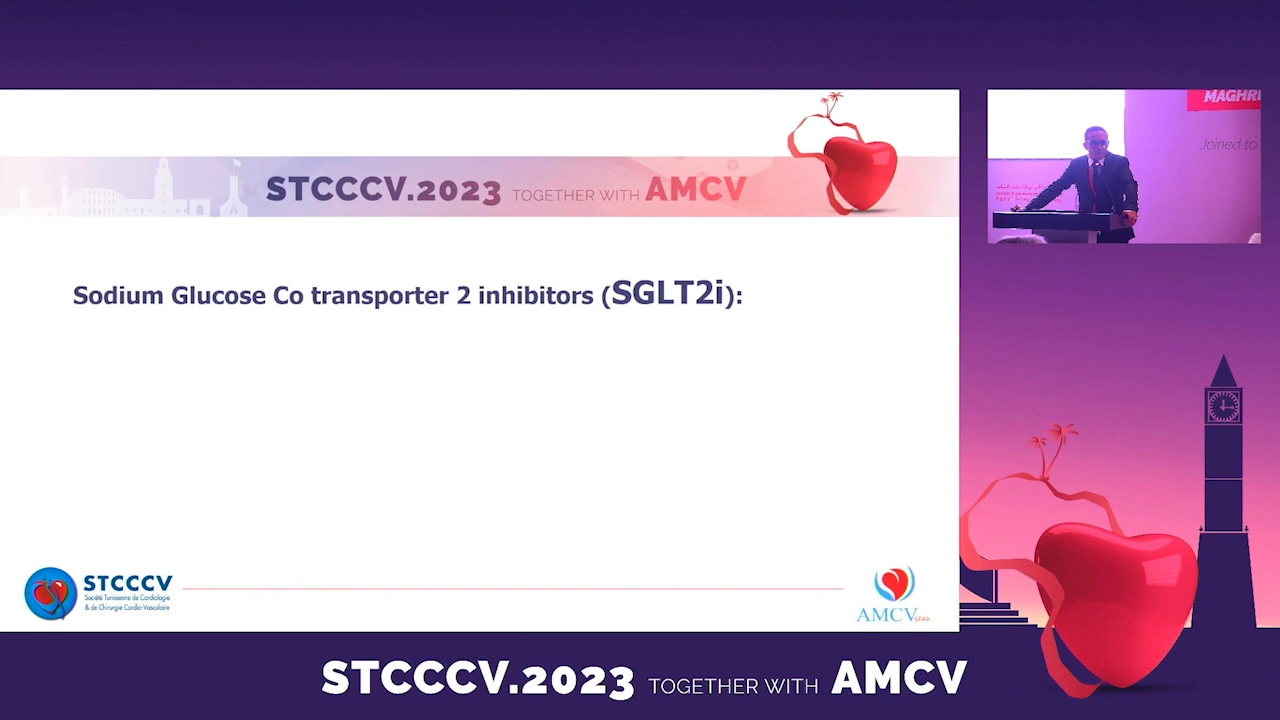 STCCCV.2023 TOGETHER WITH AMCV
Sodium Glucose Co transporter 2 inhibitors (SGLT2i):
STCCCV
Société Tunisienne de Cardiologie
& de Chirurgie Cardio-Vasculaire
AMCV
MAGHR
Joined to
STCCCV.2023 TOGETHER WITH AMCV